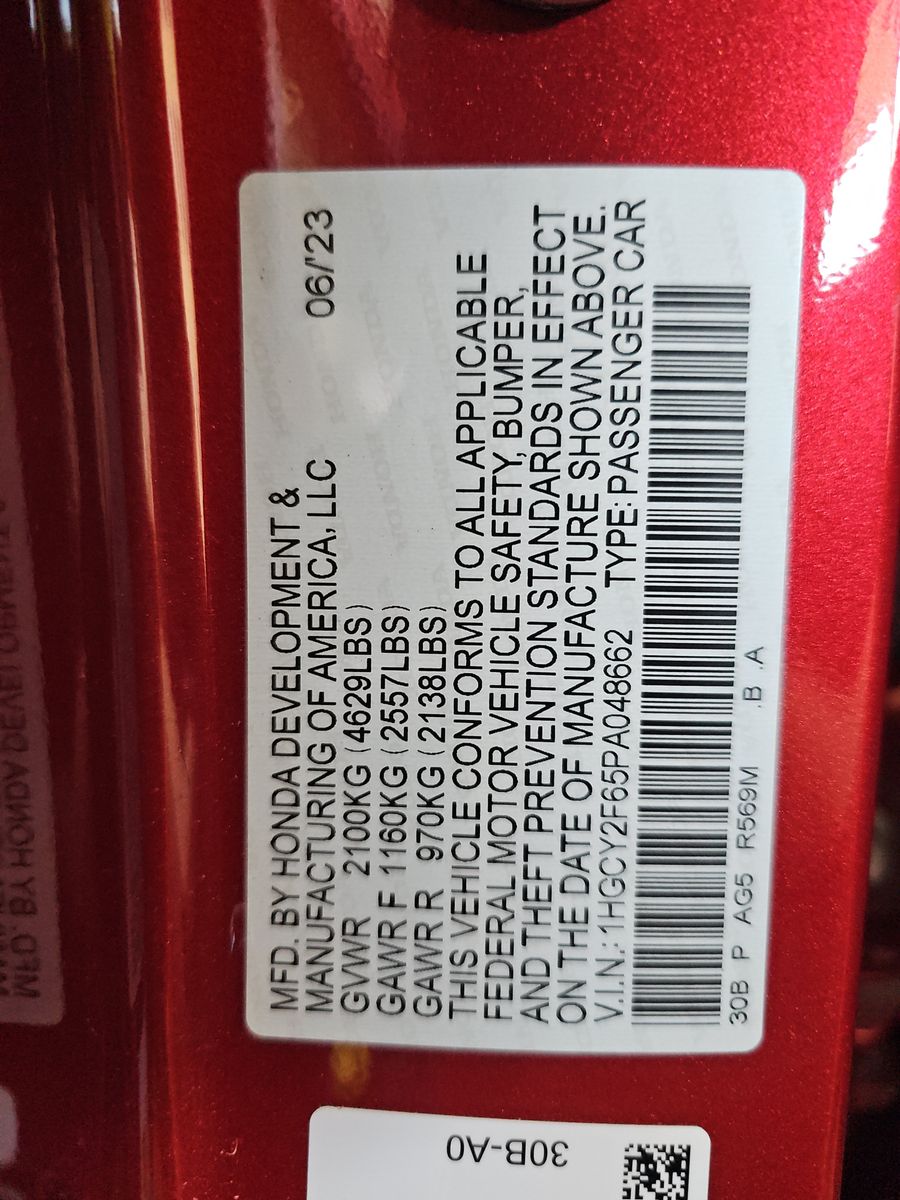 MFD. BY HONDA DEVELOPMENT &
MANUFACTURING OF AMERICA, LLC 06/'23
GVWR 2100KG (4629LBS)
GAWR F 1160KG (2557LBS)
GAWR R 970KG (2138LBS)
THIS VEHICLE CONFORMS TO ALL APPLICABLE
FEDERAL MOTOR VEHICLE SAFETY, BUMPER,
AND THEFT PREVENTION STANDARDS IN EFFECT
ON THE DATE OF MANUFACTURE SHOWN ABOVE.
V.I.N.: 1HGCY2F65PA048662 TYPE: PASSENGER CAR
30B P AG5 R569M .B .A
30B-A0